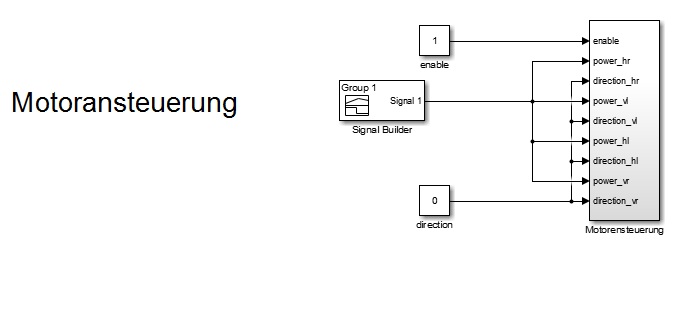 Motoransteuerung
1
enable
Group 1
Signal 1
Signal Builder
0
direction
enable
power_hr
direction_hr
power_vl
direction_vl
power_hl
direction_hl
power_vr
direction_vr
Motorensteuerung